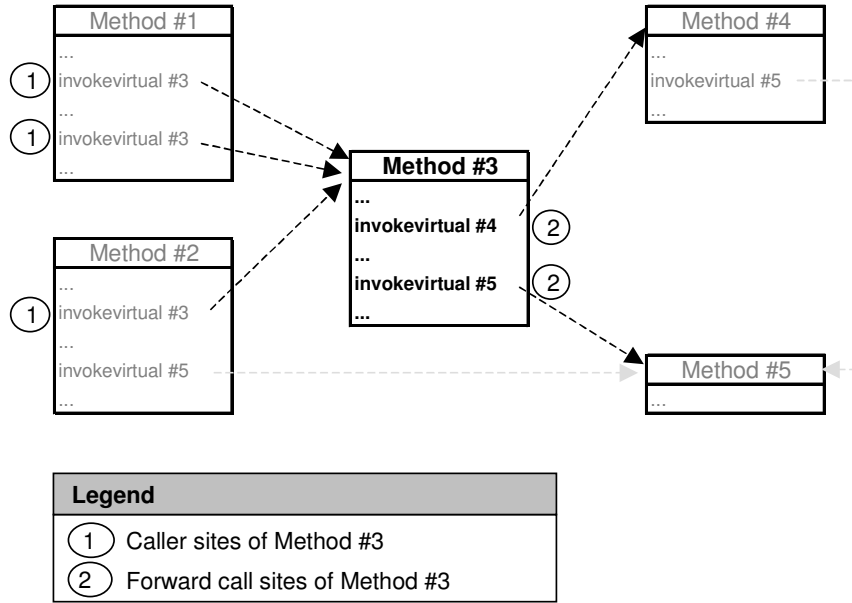 Method #1
...
1
invokevirtual #3
...
1
invokevirtual #3
...
Method #2
...
1
invokevirtual #3
...
invokevirtual #5
...
Method #3
...
invokevirtual #4
2
...
invokevirtual #5
2
...
Method #4
...
invokevirtual #5
...
Method #5
...
Legend
1 Caller sites of Method #3
2 Forward call sites of Method #3